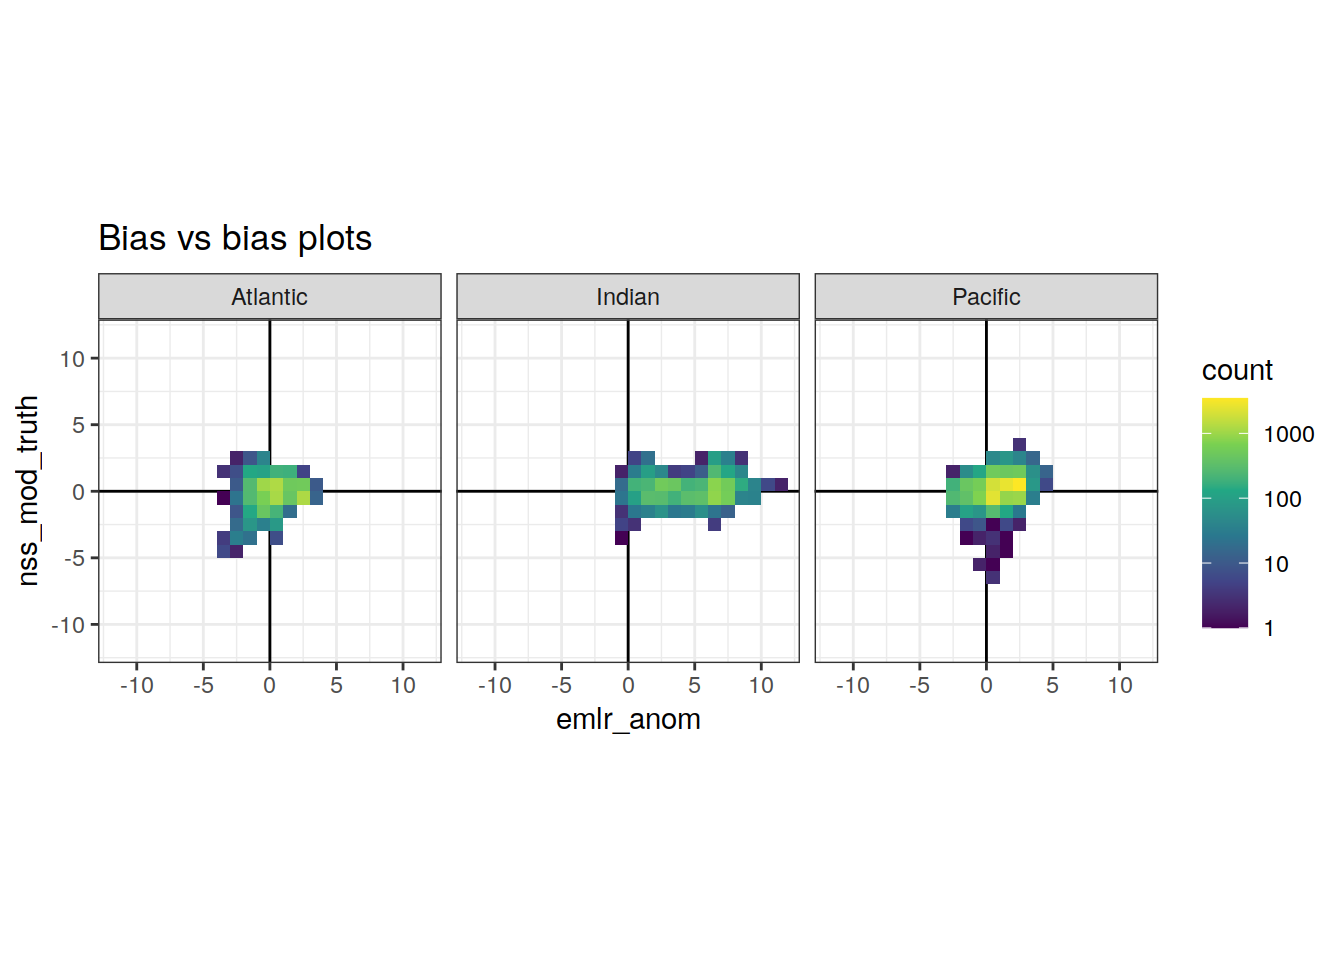 Bias vs bias plots
Atlantic
Indian
Pacific
nss_mod_truth
10
5
0
-5
-10
-10 -5 0 5 10
-10 -5 0 5 10
-10 -5 0 5 10
emlr_anom
count
1000
100
10
1